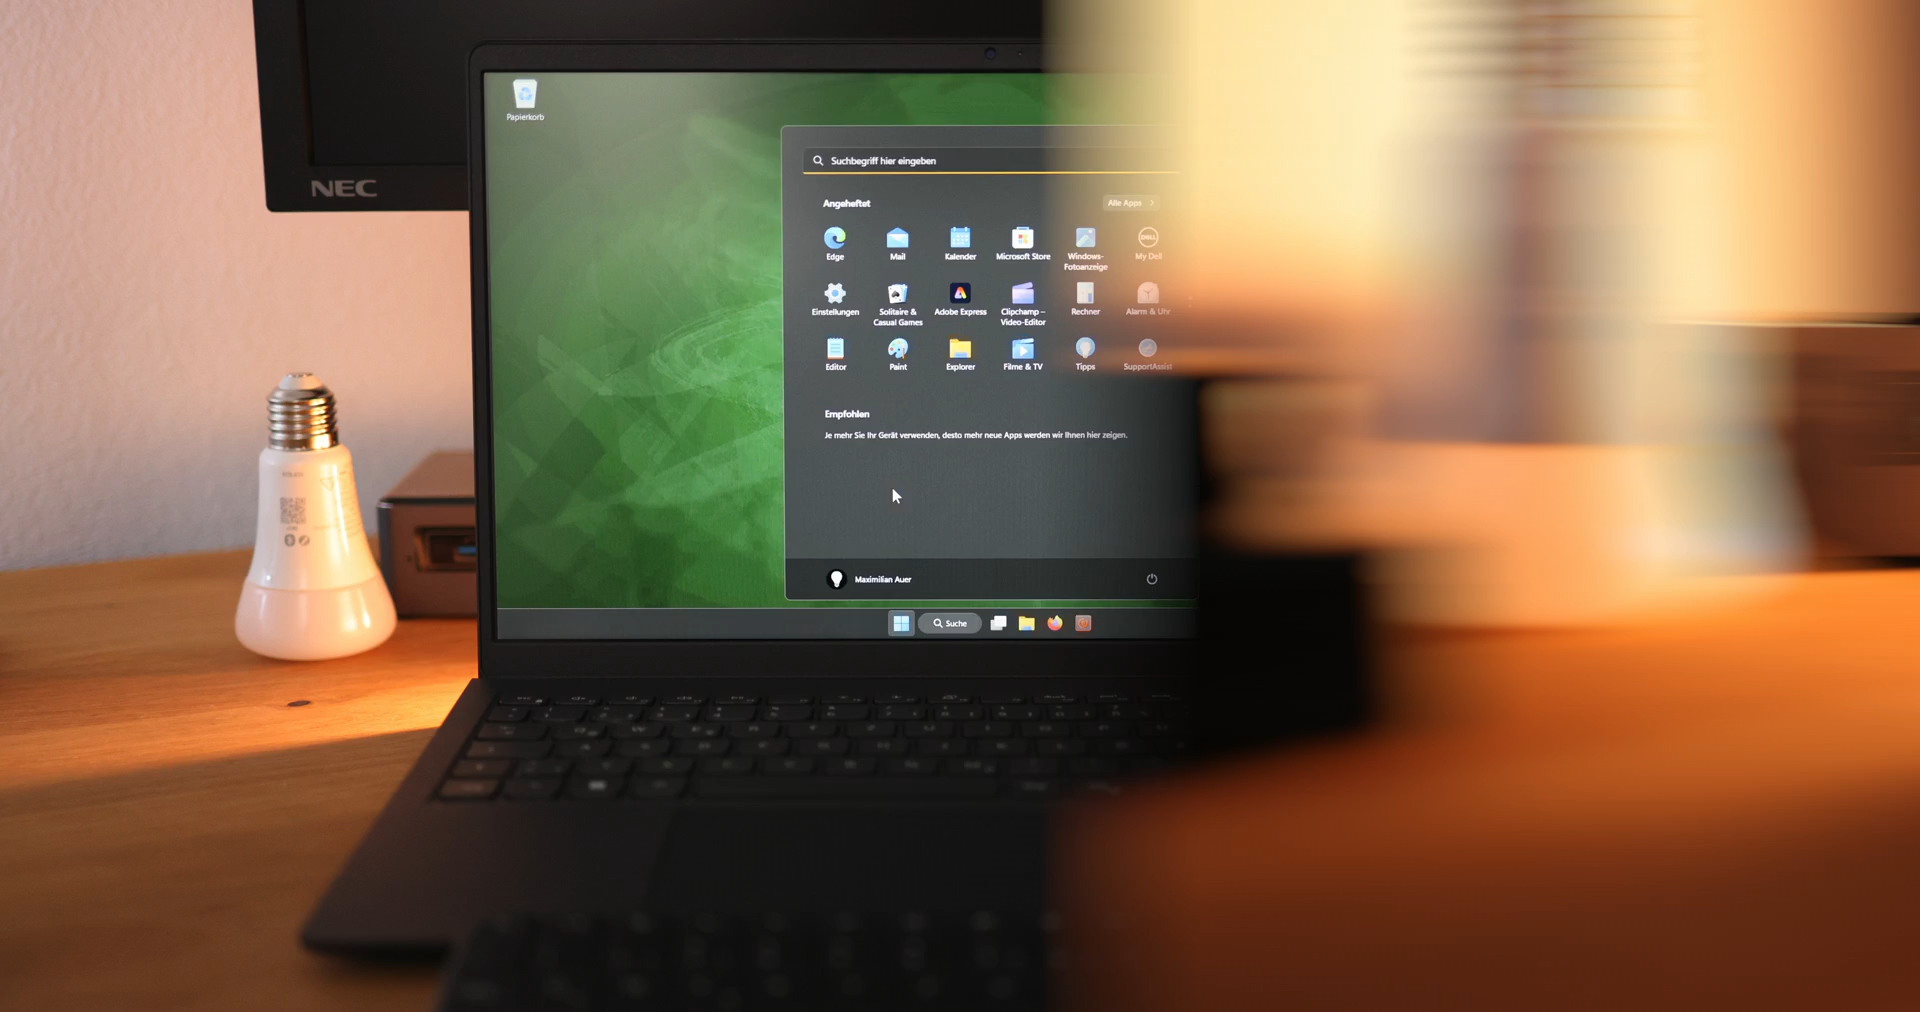 NEC
Papierkorb
Suchbegriff hier eingeben
Angeheftet
Alle Apps
Edge
Mail
Kalender
Microsoft Store
Windows-
Fotoanzeige
DELL
My Dell
Einstellungen
Solitaire &
Casual Games
Adobe Express
Clipchamp –
Video-Editor
Rechner
Alarm & Uhr
Editor
Paint
Explorer
Filme & TV
Tipps
SupportAssist
Empfohlen
Je mehr Sie Ihr Gerät verwenden, desto mehr neue Apps werden wir Ihnen hier zeigen.
Maximilian Auer
Suche